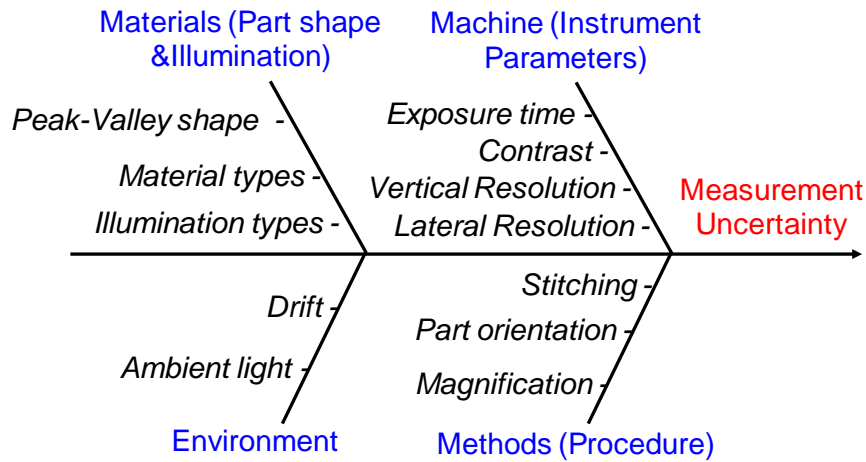 Materials (Part shape
&Illumination)
Machine (Instrument
Parameters)
Peak-Valley shape -
Material types -
Illumination types -
Exposure time -
Contrast -
Vertical Resolution -
Lateral Resolution -
Measurement
Uncertainty
Drift -
Ambient light -
Stitching -
Part orientation -
Magnification -
Environment
Methods (Procedure)